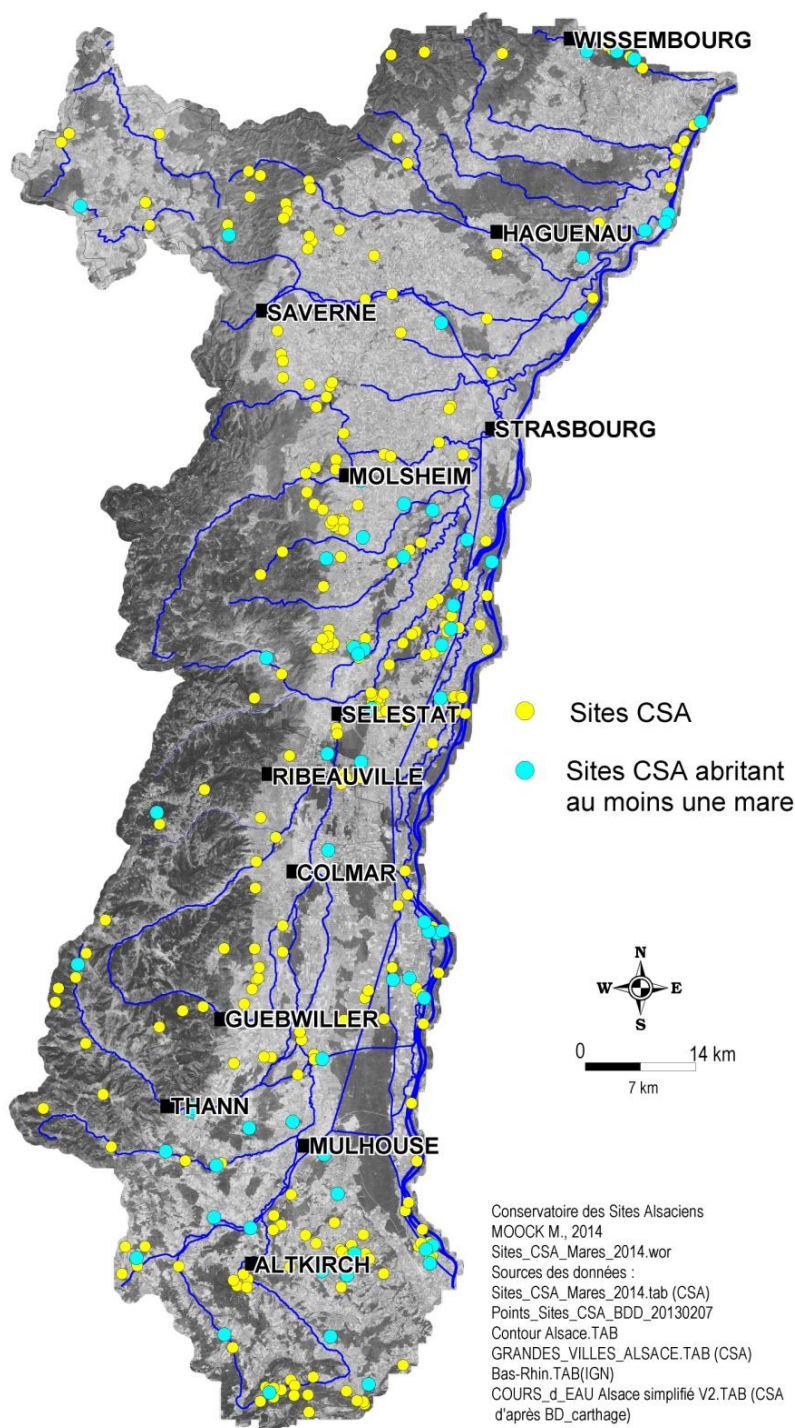 WISSEMBOURG
HAGUENAU
SAVERNE
STRASBOURG
MOLSHEIM
SELESTAT
Sites CSA
RIBEAUVILLE
Sites CSA abritant
au moins une mare
COLMAR
N
W E
S
GUEBWILLER
0 14 km
7 km
THANN
MULHOUSE
ALTKIRCH
Conservatoire des Sites Alsaciens
MOOCK M., 2014
Sites_CSA_Mares_2014.wor
Sources des données :
Sites_CSA_Mares_2014.tab (CSA)
Points_Sites_CSA_BDD_20130207
Contour Alsace.TAB
GRANDES_VILLES_ALSACE.TAB (CSA)
Bas-Rhin.TAB(IGN)
COURS_d_EAU Alsace simplifié V2.TAB (CSA
d'après BD_carthage)